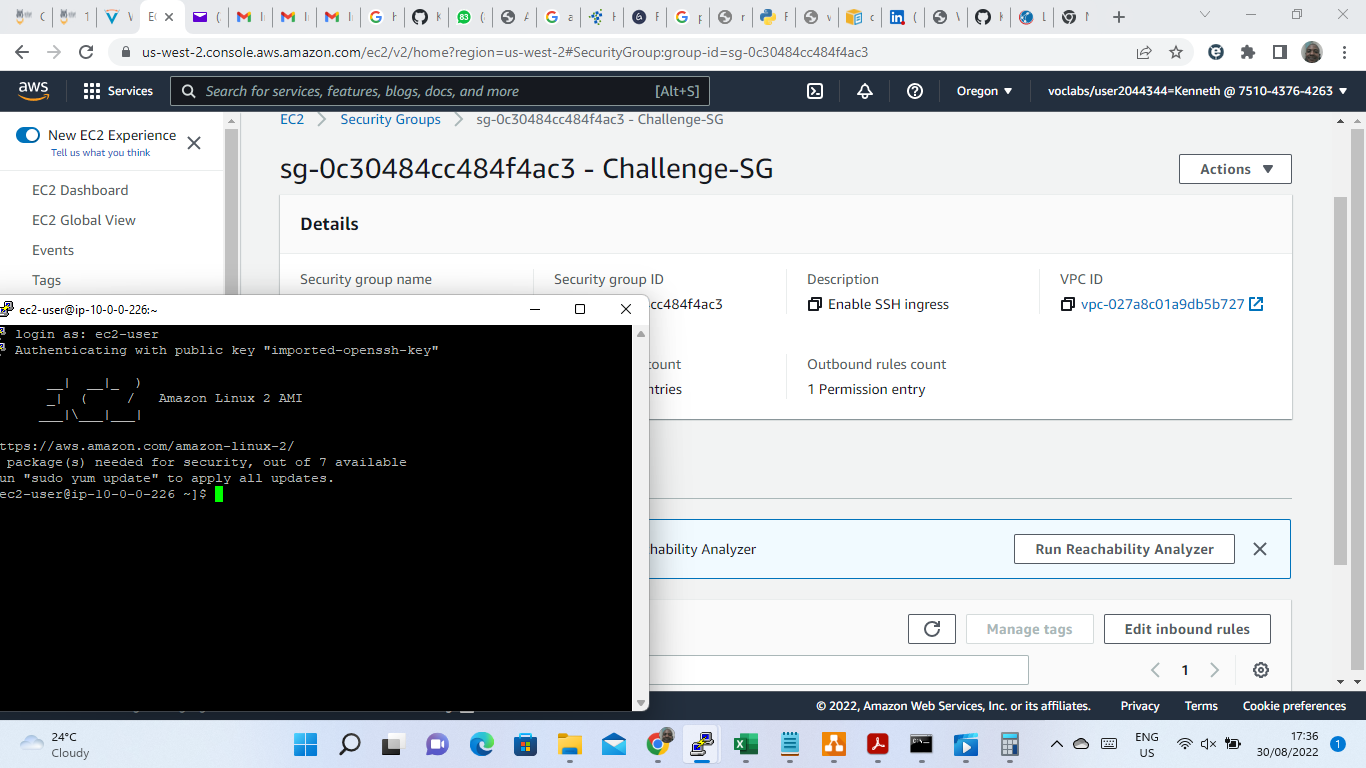 us-west-2.console.aws.amazon.com/ec2/v2/home?region=us-west-2#SecurityGroup:group-id=sg-0c30484cc484f4ac3
aws
Services
Search for services, features, blogs, docs, and more
[Alt+S]
Oregon
voclabs/user2044344=Kenneth @ 7510-4376-4263
New EC2 Experience
Tell us what you think
EC2 Dashboard
EC2 Global View
Events
Tags
EC2
Security Groups
sg-0c30484cc484f4ac3 - Challenge-SG
sg-0c30484cc484f4ac3 - Challenge-SG
Actions
Details
Security group name
Security group ID
cc484f4ac3
Description
Enable SSH ingress
VPC ID
vpc-027a8c01a9db5b727
ount
ntries
Outbound rules count
1 Permission entry
hability Analyzer
Run Reachability Analyzer
Manage tags
Edit inbound rules
1
ec2-user@ip-10-0-0-226:~
login as: ec2-user
Authenticating with public key "imported-openssh-key"
__|  __|_  )
_|  (     /   Amazon Linux 2 AMI
___|\___|___|
ttps://aws.amazon.com/amazon-linux-2/
package(s) needed for security, out of 7 available
un "sudo yum update" to apply all updates.
ec2-user@ip-10-0-0-226 ~]$
© 2022, Amazon Web Services, Inc. or its affiliates.
Privacy
Terms
Cookie preferences
24°C
Cloudy
ENG
US
17:36
30/08/2022
1